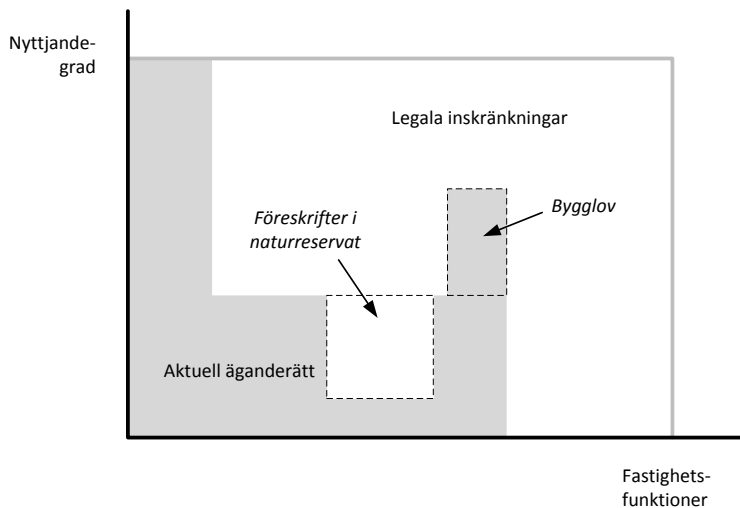 Nyttjande-
grad
Legala inskränkningar
Föreskrifter i
naturreservat
Bygglov
Aktuell äganderätt
Fastighets-
funktioner